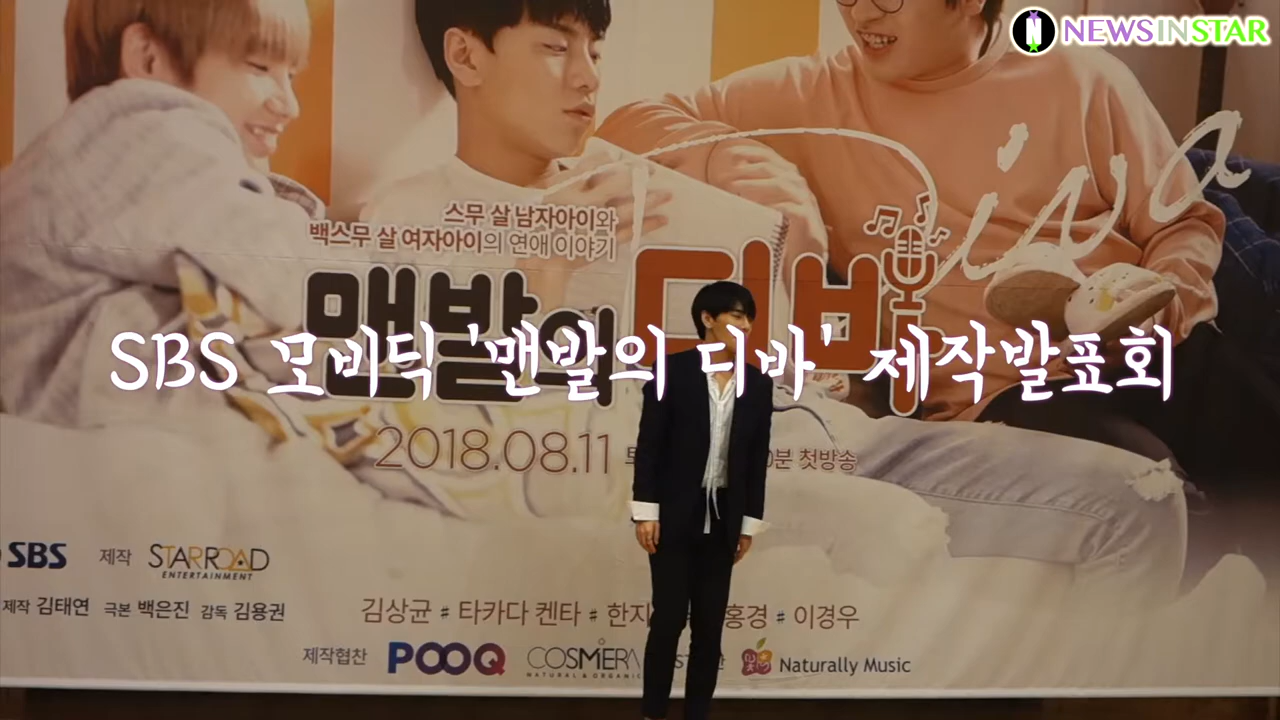 NEWSINSTAR
iva
스무 살 남자아이와
백스무 살 여자아이의 연애 이야기
맨발의 디바
SBS 모비딕 '맨발의 디바' 제작발표회
2018.08.11 첫방송
SBS 제작 STARROAD
ENTERTAINMENT
제작 김태연 극본 백은진 감독 김용권
김상균 # 타카다 켄타 # 한지 홍경 # 이경우
제작협찬 POOQ COSMERA Naturally Music
NATURAL & ORGANIC